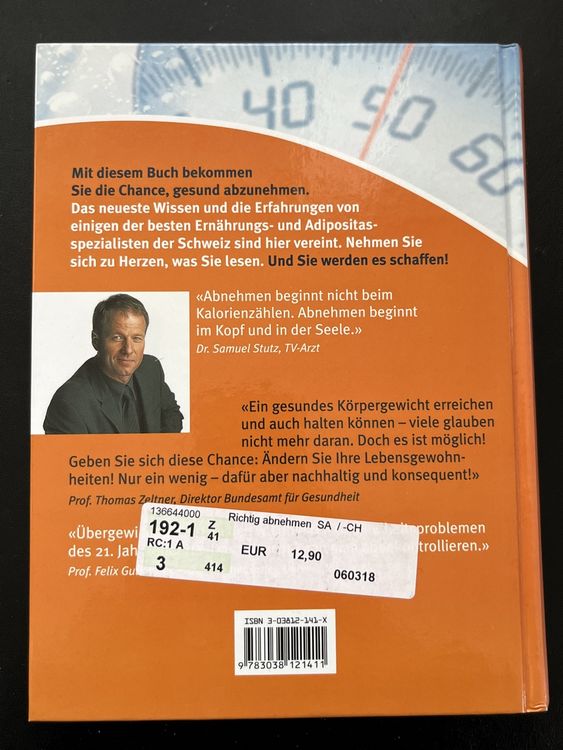 40 50 60
Mit diesem Buch bekommen
Sie die Chance, gesund abzunehmen.
Das neueste Wissen und die Erfahrungen von
einigen der besten Ernährungs- und Adipositas-
spezialisten der Schweiz sind hier vereint. Nehmen Sie
sich zu Herzen, was Sie lesen. Und Sie werden es schaffen!
«Abnehmen beginnt nicht beim
Kalorienzählen. Abnehmen beginnt
im Kopf und in der Seele.»
Dr. Samuel Stutz, TV-Arzt
«Ein gesundes Körpergewicht erreichen
und auch halten können – viele glauben
nicht mehr daran. Doch es ist möglich!
Geben Sie sich diese Chance: Ändern Sie Ihre Lebensgewohn-
heiten! Nur ein wenig – dafür aber nachhaltig und konsequent!»
Prof. Thomas Zeltner, Direktor Bundesamt für Gesundheit
des 21.
Prof. Felix
136644000
Richtig abnehmen SA / -CH
192-1 Z
41
RC:1 A
EUR 12,90
3 414
060318
ISBN 3-03812-141-X
9 783038 121411